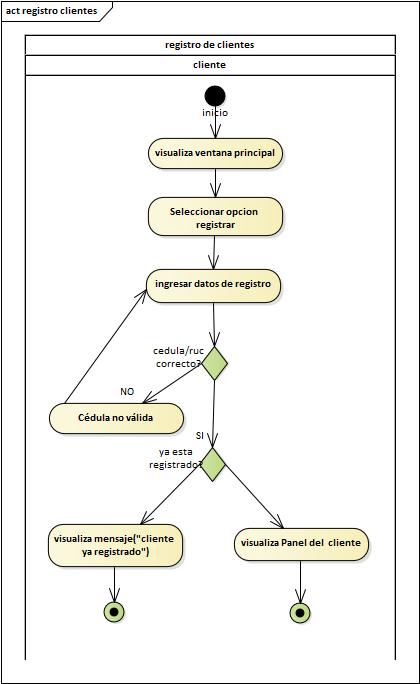 act registro clientes
registro de clientes
cliente
inicio
visualiza ventana principal
Seleccionar opcion
registrar
ingresar datos de registro
cedula/ruc
correcto?
NO
Cédula no válida
SI
ya esta
registrado?
visualiza mensaje("cliente
ya registrado")
visualiza Panel del cliente